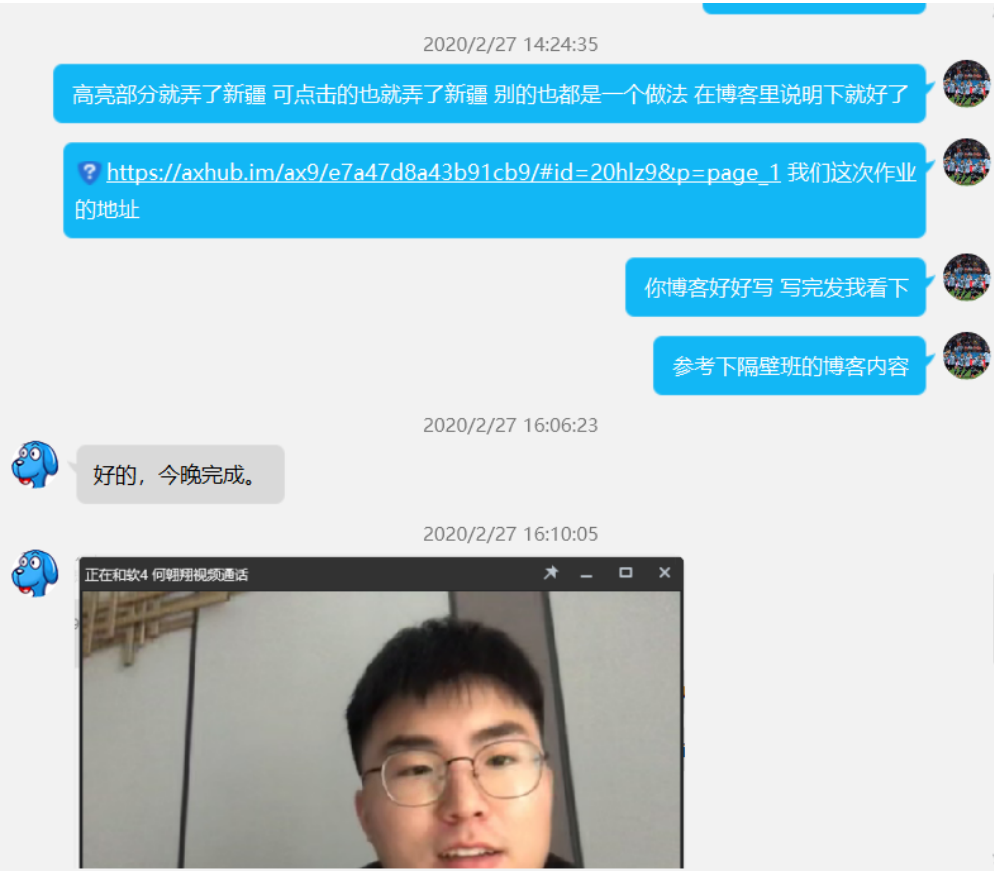 2020/2/27 14:24:35
高亮部分就弄了新疆 可点击的也就弄了新疆 别的也都是一个做法 在博客里说明下就好了
https://axhub.im/ax9/e7a47d8a43b91cb9/#id=20hlz9&p=page_1 我们这次作业
的地址
你博客好好写 写完发我看下
参考下隔壁班的博客内容
2020/2/27 16:06:23
好的，今晚完成。
2020/2/27 16:10:05
正在和软4 何翱翔视频通话